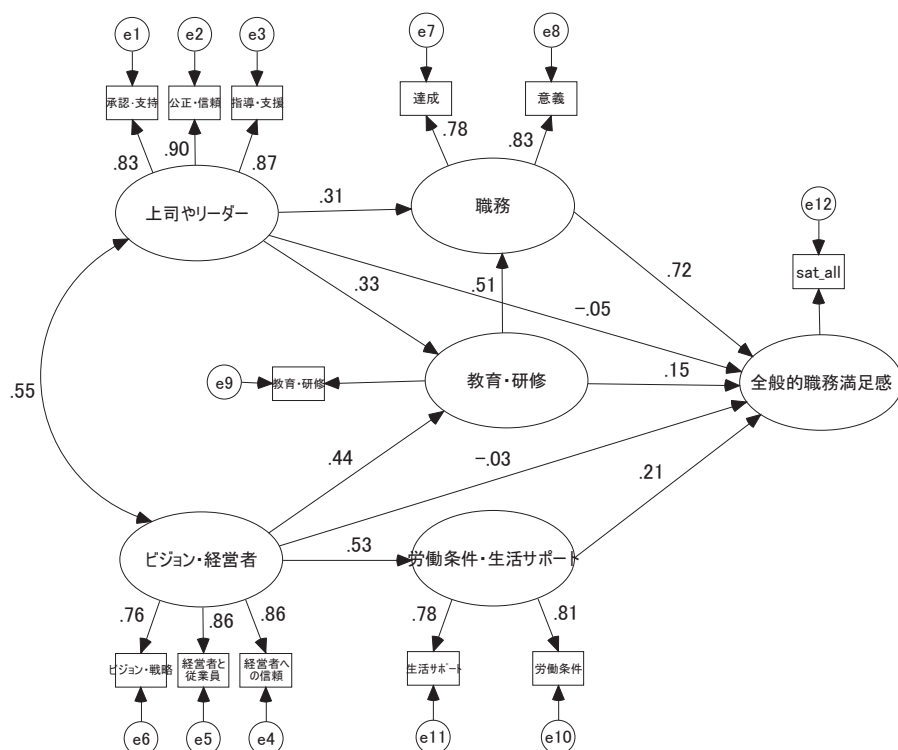 e1
e2
e3
e7
e8
承認・支持
公正・信頼
指導・支援
達成
意義
.83
.90
.87
.78
.83
上司やリーダー
.31
職務
e12
sat_all
.33
.51
-.05
.72
.55
e9
教育・研修
教育・研修
.15
全般的職務満足感
.44
-.03
.21
ビジョン・経営者
.53
労働条件・生活サポート
.76
.86
.86
.78
.81
ビジョン・戦略
経営者と
従業員
経営者へ
の信頼
生活サポート
労働条件
e6
e5
e4
e11
e10